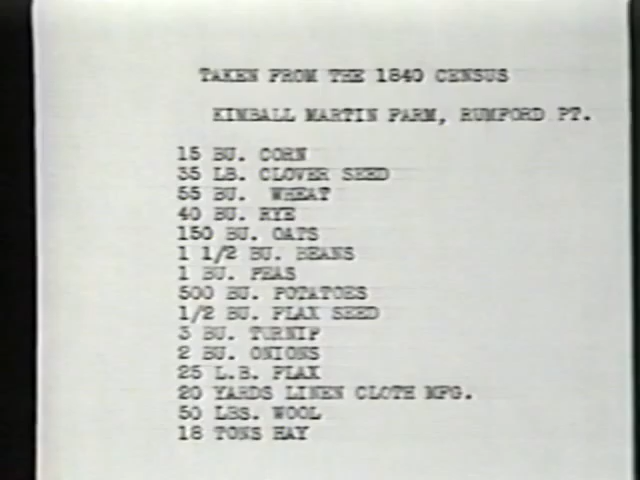 TAKEN FROM THE 1840 CENSUS
KIMBALL MARTIN FARM, RUMFORD PT.
15 BU. CORN
35 LB. CLOVER SEED
55 BU. WHEAT
40 BU. RYE
150 BU. OATS
1 1/2 BU. BEANS
1 BU. PEAS
500 BU. POTATOES
1/2 BU. FLAX SEED
3 BU. TURNIP
2 BU. ONIONS
25 L.B. FLAX
20 YARDS LINEN CLOTH MFG.
50 LBS. WOOL
18 TONS HAY